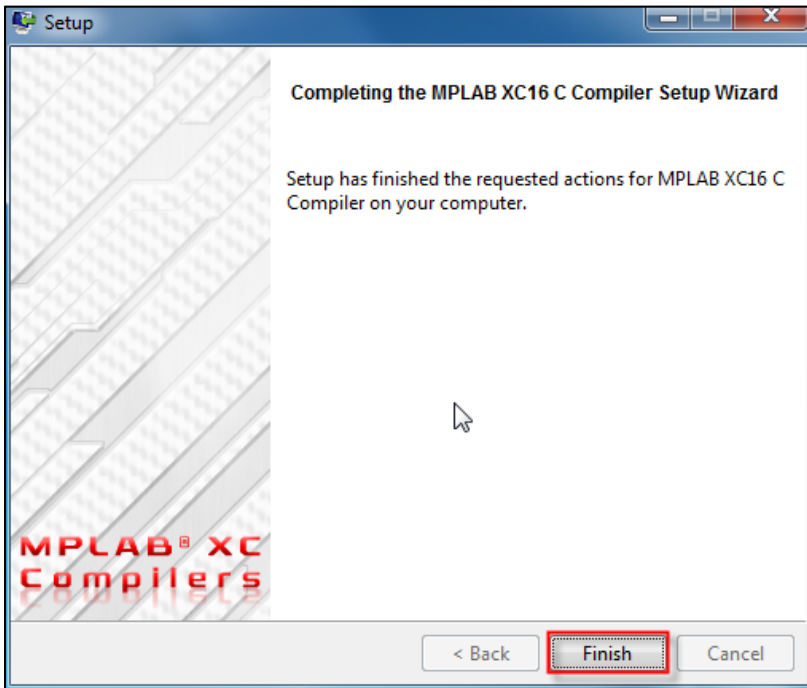 Setup
Completing the MPLAB XC16 C Compiler Setup Wizard
Setup has finished the requested actions for MPLAB XC16 C
Compiler on your computer.
MPLAB® XC
Compilers
< Back
Finish
Cancel